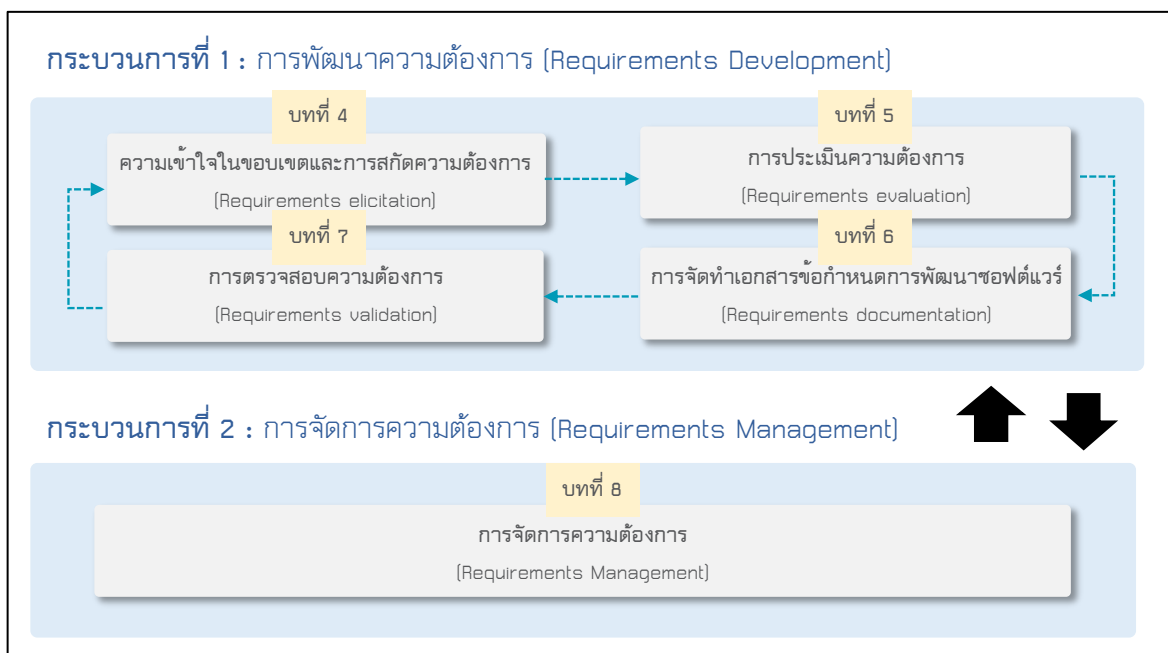 กระบวนการที่ 1 : การพัฒนาความต้องการ (Requirements Development)
บทที่ 4
ความเข้าใจในขอบเขตและการสกัดความต้องการ
(Requirements elicitation)
บทที่ 5
การประเมินความต้องการ
(Requirements evaluation)
บทที่ 7
การตรวจสอบความต้องการ
(Requirements validation)
บทที่ 6
การจัดทำเอกสารข้อกำหนดการพัฒนาซอฟต์แวร์
(Requirements documentation)
กระบวนการที่ 2 : การจัดการความต้องการ (Requirements Management)
บทที่ 8
การจัดการความต้องการ
(Requirements Management)